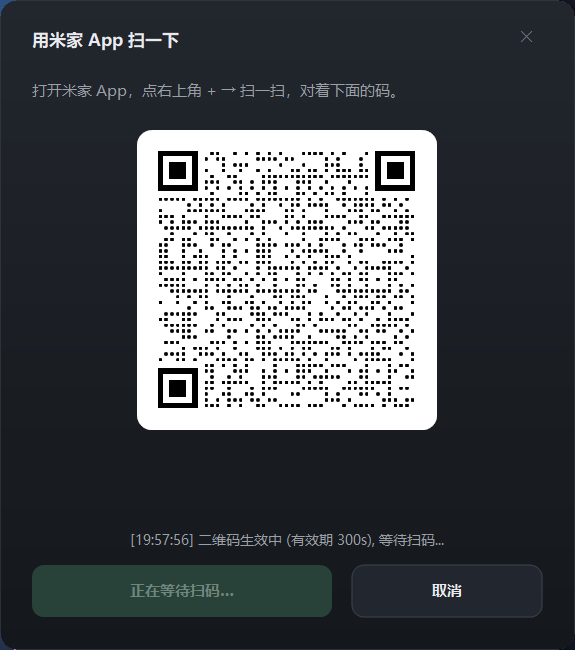 用米家 App 扫一下
打开米家 App，点右上角 + → 扫一扫，对着下面的码。
[19:57:56] 二维码生效中 (有效期 300s), 等待扫码...
正在等待扫码...
取消